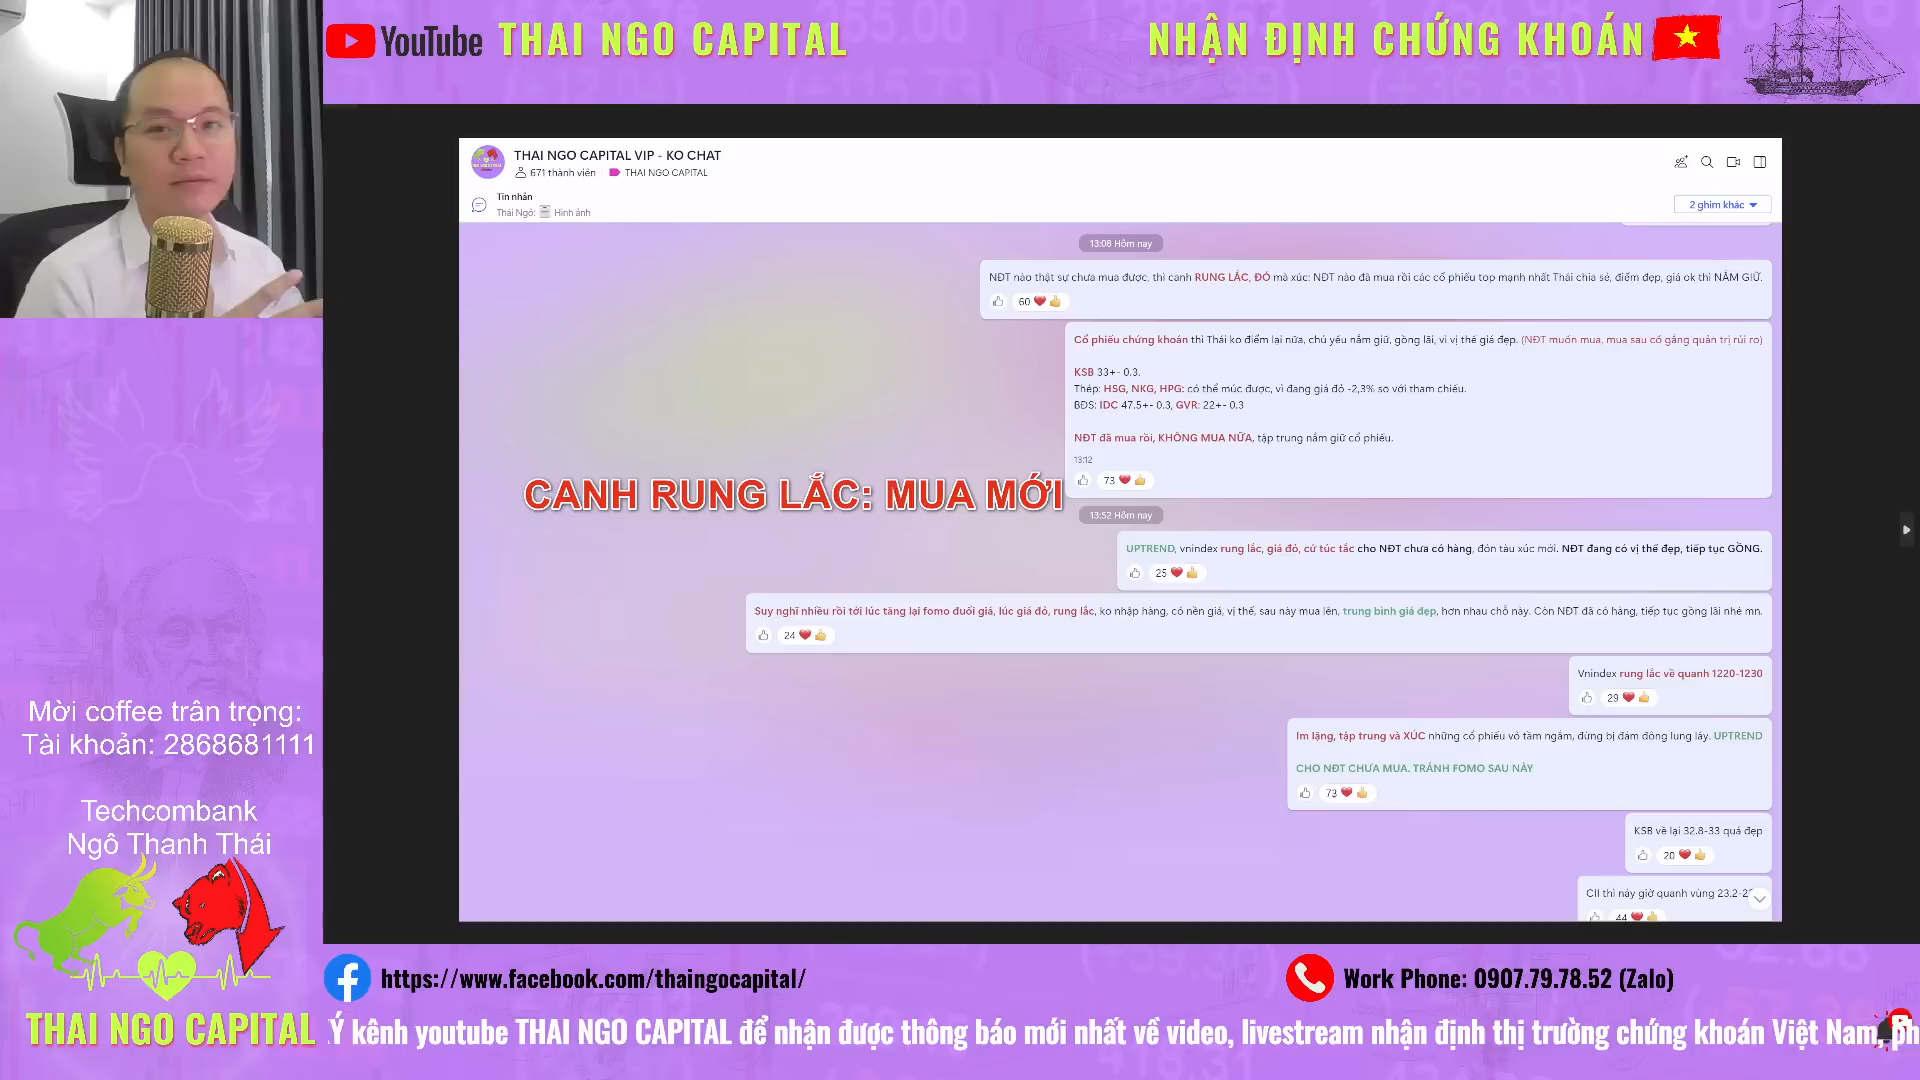 YouTube THAI NGO CAPITAL
NHẬN ĐỊNH CHỨNG KHOÁN
THAI NGO CAPITAL VIP - KO CHAT
671 thành viên THAI NGO CAPITAL
Tin nhắn
Thái Ngô: Hình ảnh
2 ghim khác
13:08 Hôm nay
NĐT nào thật sự chưa mua được, thì canh RUNG LẮC, ĐỎ mà xúc: NĐT nào đã mua rồi các cổ phiếu top mạnh nhất Thái chia sẻ, điểm đẹp, giá ok thì NẮM GIỮ.
60
Cổ phiếu chứng khoán thì Thái ko điểm lại nữa, chủ yếu nắm giữ, gồng lãi, vì vị thế giá đẹp. (NĐT muốn mua, mua sau cố gắng quản trị rủi ro)
KSB 33+- 0.3.
Thép: HSG, NKG, HPG: có thể múc được, vì đang giá đỏ -2,3% so với tham chiếu.
BĐS: IDC 47.5+- 0.3, GVR: 22+- 0.3
NĐT đã mua rồi, KHÔNG MUA NỮA, tập trung nắm giữ cổ phiếu.
13:12
73
CANH RUNG LẮC: MUA MỚI
13:52 Hôm nay
UPTREND, vnindex rung lắc, giá đỏ, cứ túc tắc cho NĐT chưa có hàng, đón tàu xúc mới. NĐT đang có vị thế đẹp, tiếp tục GỒNG.
25
Suy nghĩ nhiều rồi tới lúc tăng lại fomo đuổi giá, lúc giá đỏ, rung lắc, ko nhập hàng, có nền giá, vị thế, sau này mua lên, trung bình giá đẹp, hơn nhau chỗ này. Còn NĐT đã có hàng, tiếp tục gồng lãi nhé mn.
24
Vnindex rung lắc về quanh 1220-1230
29
Im lặng, tập trung và XÚC những cổ phiếu vô tầm ngắm, đừng bị đám đông lung lây. UPTREND
CHO NĐT CHƯA MUA. TRÁNH FOMO SAU NÀY
73
KSB về lại 32.8-33 quá đẹp
20
CII thì này giờ quanh vùng
44
Mời coffee trân trọng:
Tài khoản: 2868681111
Techcombank
Ngô Thanh Thái
THAI NGO CAPITAL
https://www.facebook.com/thaingocapital/
Work Phone: 0907.79.78.52 (Zalo)
Ý kênh youtube THAI NGO CAPITAL để nhận được thông báo mới nhất về video, livestream nhận định thị trường chứng khoán Việt Nam, ph